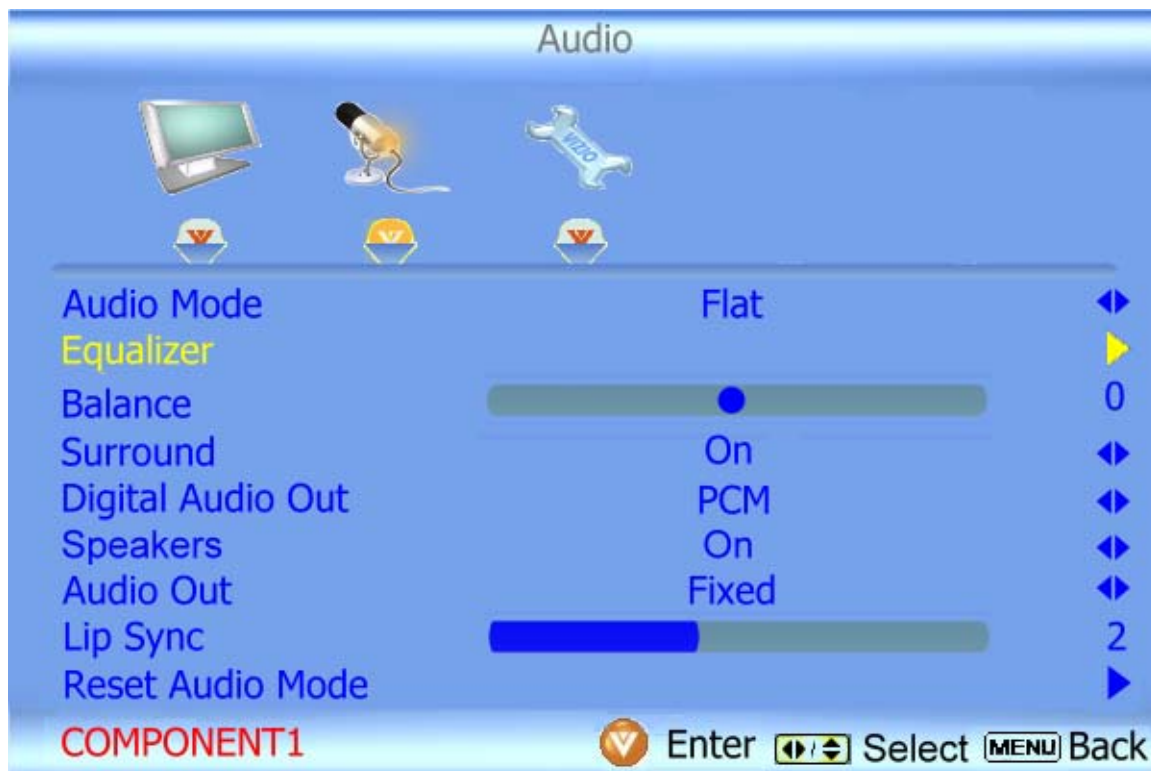 Audio
VIZIO
Audio Mode Flat
Equalizer
Balance 0
Surround On
Digital Audio Out PCM
Speakers On
Audio Out Fixed
Lip Sync 2
Reset Audio Mode
COMPONENT1 Enter Select MENU Back